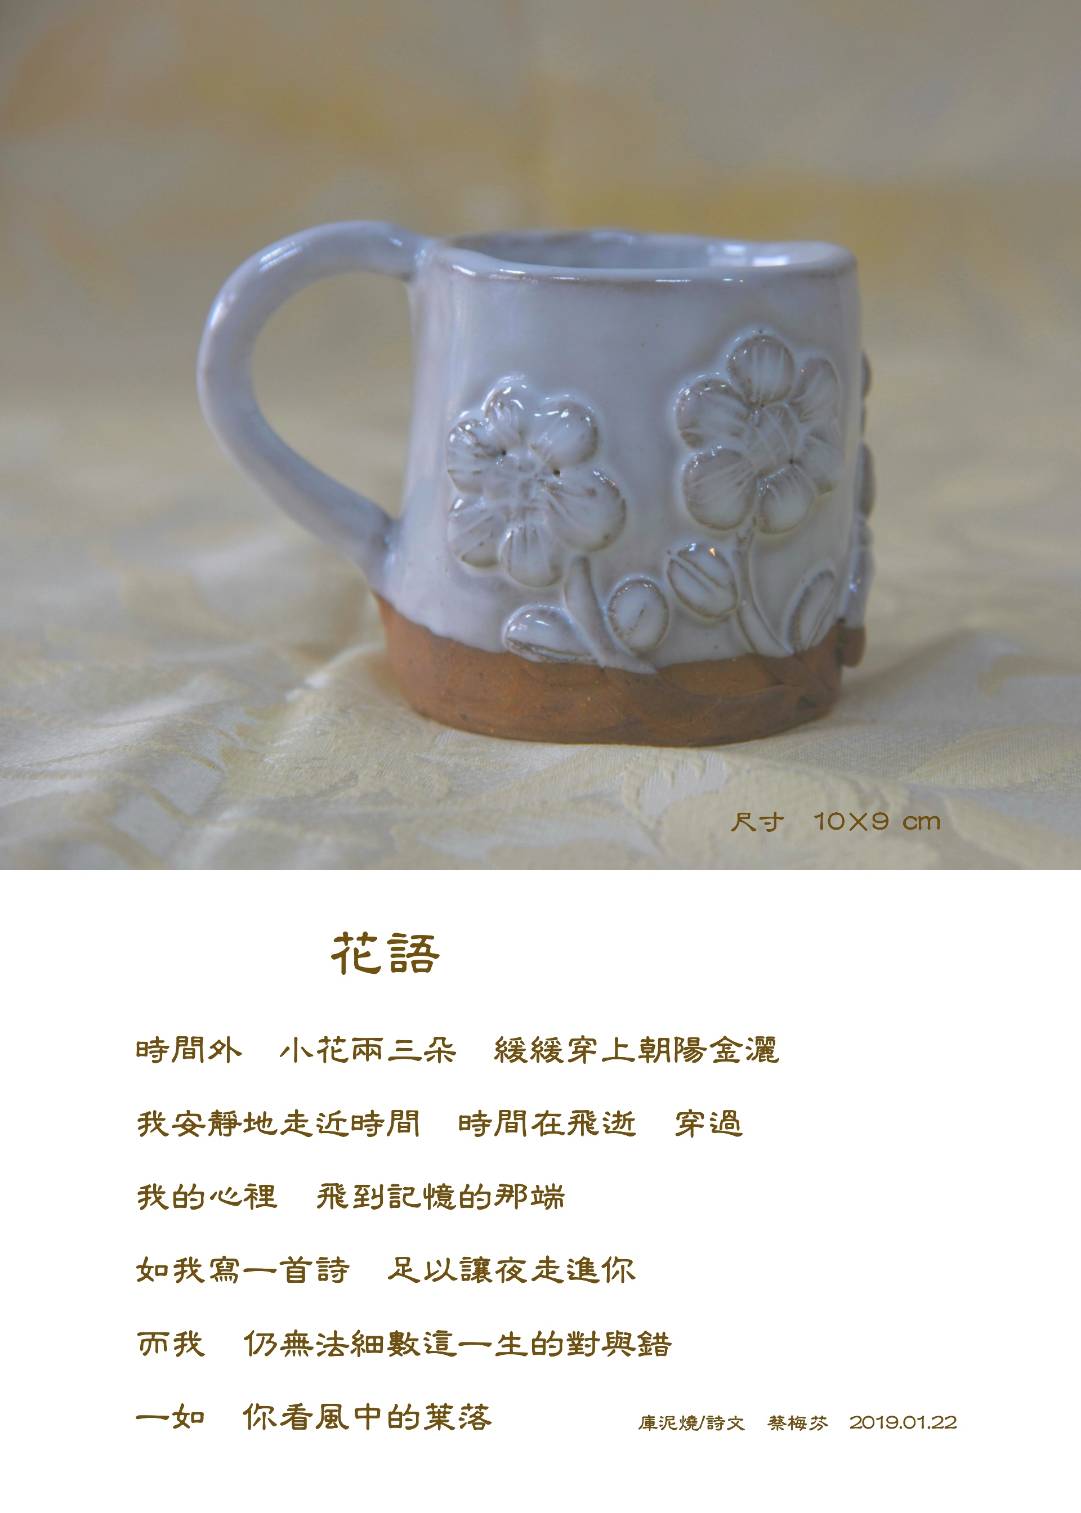 尺寸　10×9 cm
花語
時間外　小花兩三朵　緩緩穿上朝陽金灑
我安靜地走近時間　時間在飛逝　穿過
我的心裡　飛到記憶的那端
如我寫一首詩　足以讓夜走進你
而我　仍無法細數這一生的對與錯
一如　你看風中的葉落
庫泥燒/詩文　蔡梅芬　2019.01.22